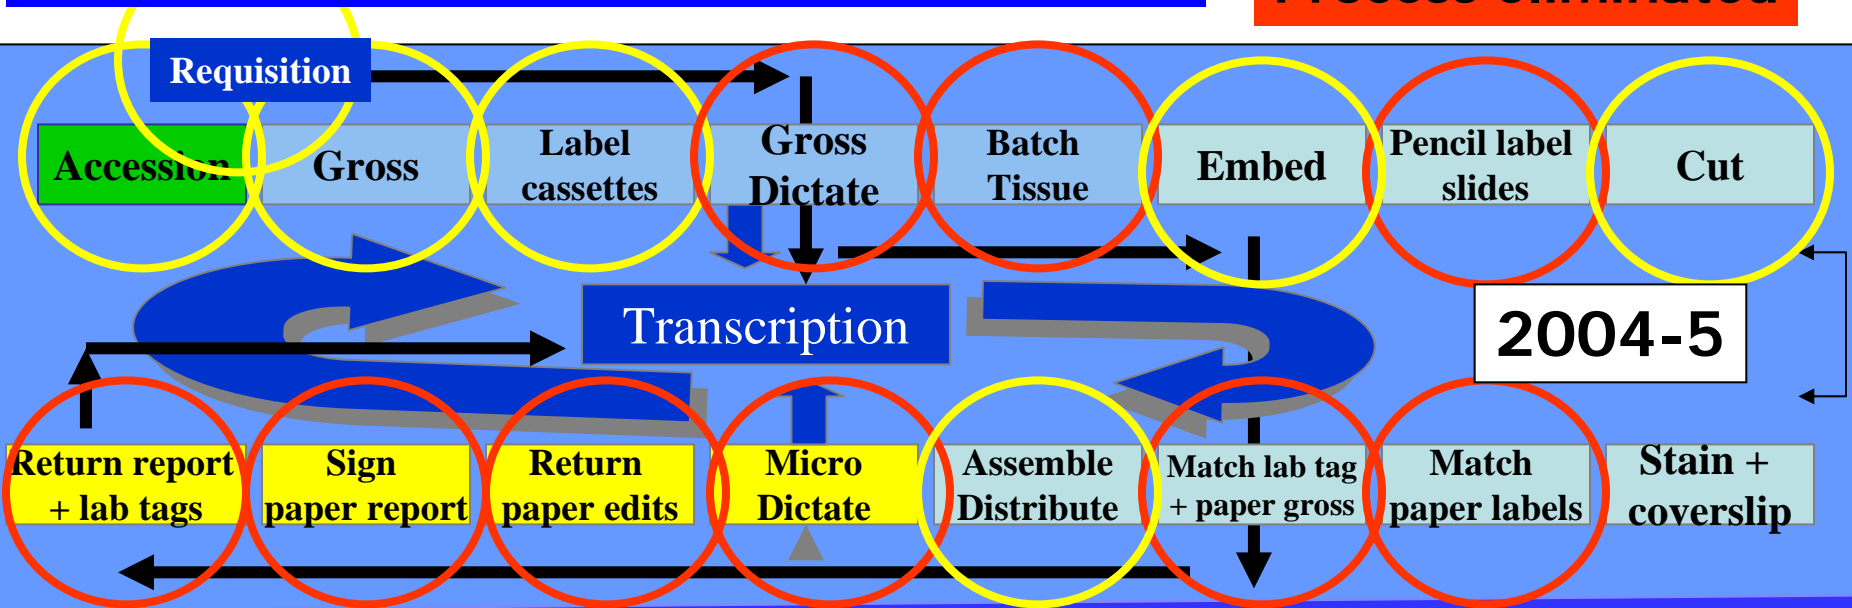 Process eliminated
Requisition
Accession
Gross
Label
cassettes
Gross
Dictate
Batch
Tissue
Embed
Pencil label
slides
Cut
Transcription
2004-5
Return report
+ lab tags
Sign
paper report
Return
paper edits
Micro
Dictate
Assemble
Distribute
Match lab tag
+ paper gross
Match
paper labels
Stain +
coverslip